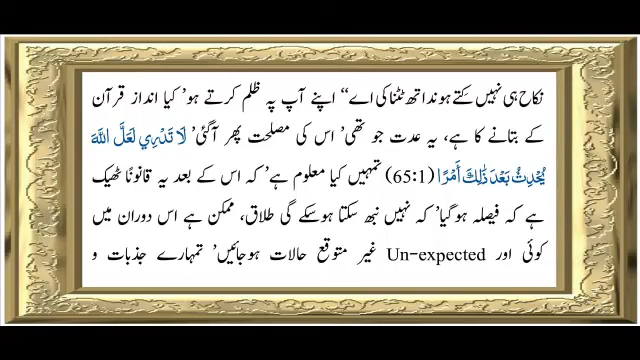 نکاح ہی نہیں کِتے ہوندا تھ ٹٹنا کی اے“ اپنے آپ پہ ظلم کرتے ہو’ کیا انداز قرآن
کے بتانے کا ہے، یہ عدت جو تھی’ اس کی مصلحت پھر آگئی’ لَا تَدْرِي لَعَلَّ اللّٰهَ
يُحْدِثُ بَعْدَ ذٰلِكَ أَمْرًا (65:1) تمہیں کیا معلوم ہے’ کہ اس کے بعد یہ قانونًا ٹھیک
ہے کہ فیصلہ ہوگیا’ کہ نہیں نبھ سکتا ہوسکے گی طلاق، ممکن ہے اس دوران میں
کوئی اور Un-expected غیر متوقع حالات ہوجائیں’ تمہارے جذبات و